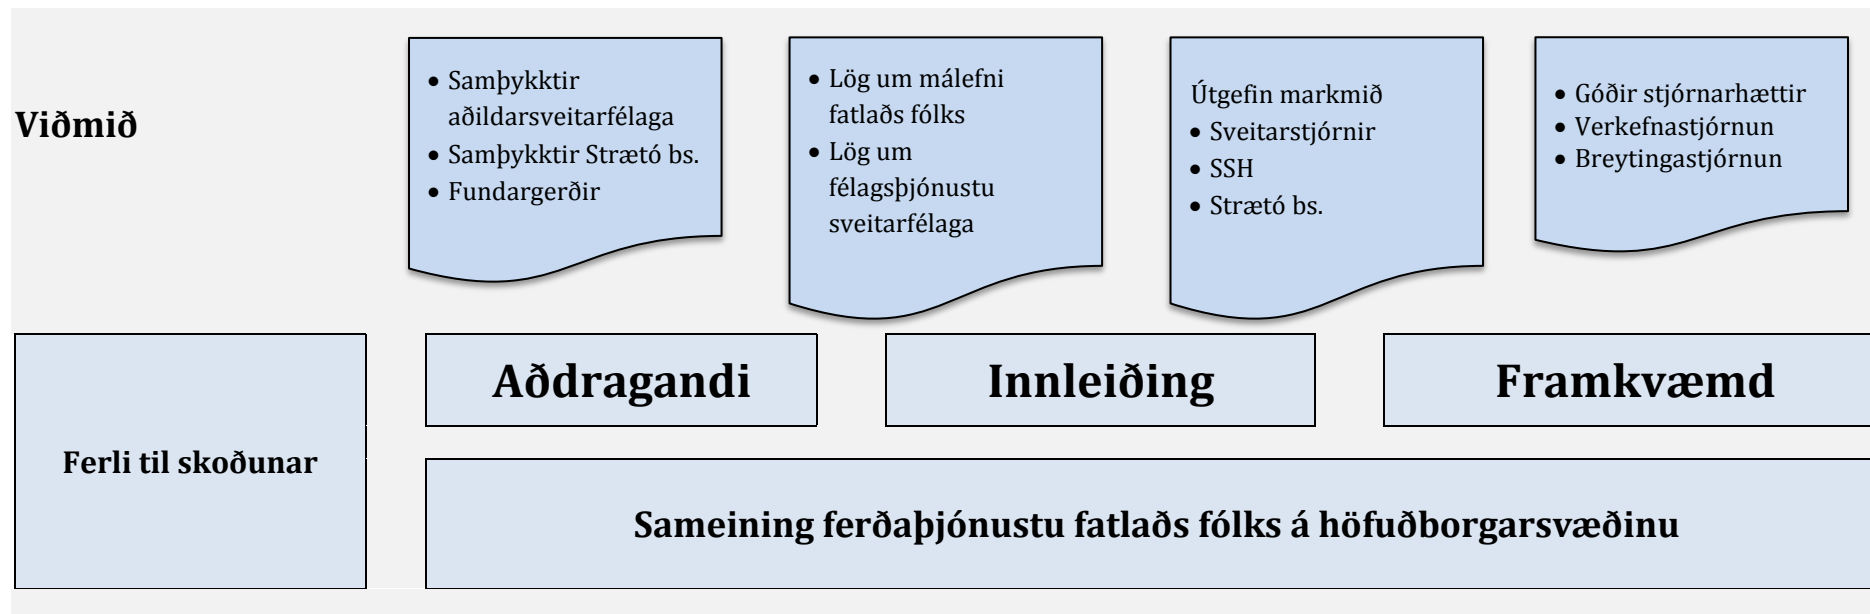 Viðmið
• Samþykktir
aðildarsveitarfélaga
• Samþykktir Strætó bs.
• Fundargerðir
• Lög um málefni
fatlaðs fólks
• Lög um
félagsþjónustu
sveitarfélaga
Útgefin markmið
• Sveitarstjórnir
• SSH
• Strætó bs.
• Góðir stjórnarhættir
• Verkefnastjórnun
• Breytingastjórnun
Ferli til skoðunar
Aðdragandi
Innleiðing
Framkvæmd
Sameining ferðaþjónustu fatlaðs fólks á höfuðborgarsvæðinu